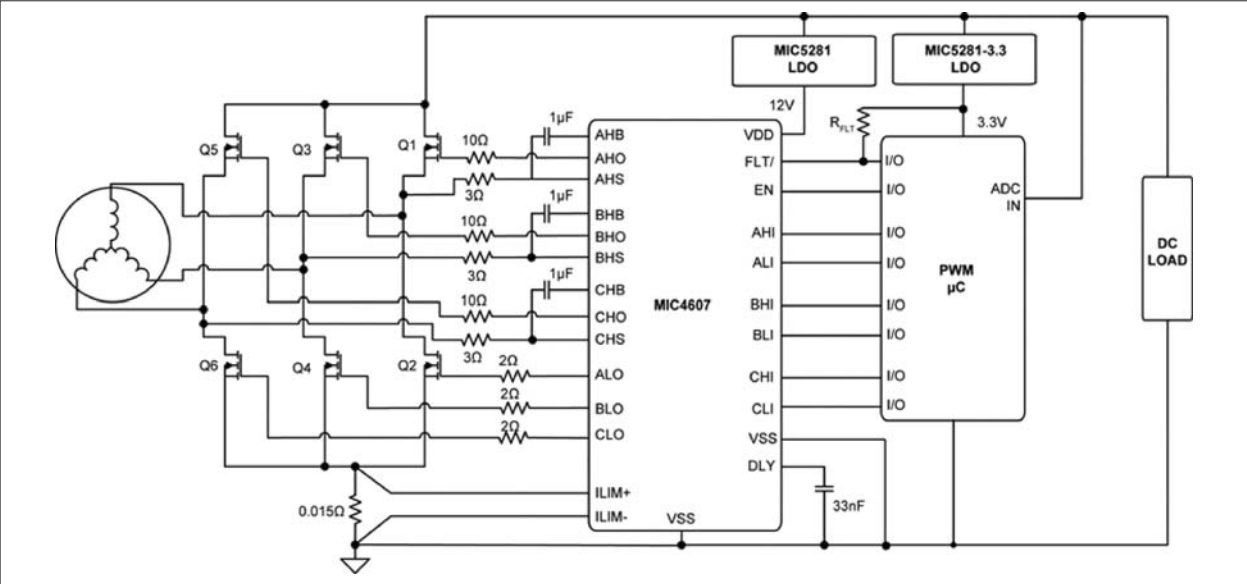 MIC5281
LDO
MIC5281-3.3
LDO
12V
3.3V
RFLT
1µF
10Ω
3Ω
1µF
10Ω
3Ω
1µF
10Ω
3Ω
2Ω
2Ω
2Ω
Q5
Q3
Q1
Q6
Q4
Q2
0.015Ω
AHB
AHO
AHS
BHB
BHO
BHS
CHB
CHO
CHS
ALO
BLO
CLO
ILIM+
ILIM-
MIC4607
VSS
VDD
FLT/
EN
AHI
ALI
BHI
BLI
CHI
CLI
VSS
DLY
33nF
I/O
I/O
I/O
I/O
I/O
I/O
I/O
I/O
ADC
IN
PWM
µC
DC
LOAD